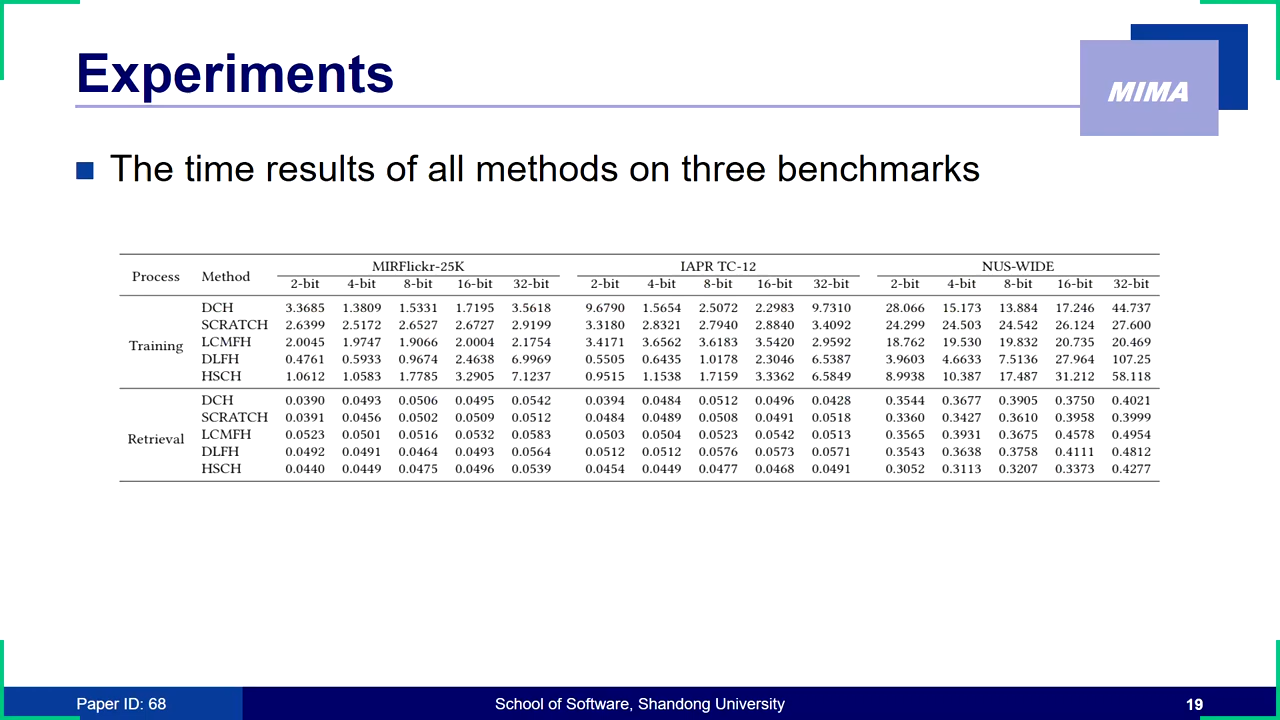 Experiments
MIMA
The time results of all methods on three benchmarks
Process Method MIRFlickr-25K IAPR TC-12 NUS-WIDE
2-bit 4-bit 8-bit 16-bit 32-bit 2-bit 4-bit 8-bit 16-bit 32-bit 2-bit 4-bit 8-bit 16-bit 32-bit
Training
DCH 3.3685 1.3809 1.5331 1.7195 3.5618 9.6790 1.5654 2.5072 2.2983 9.7310 28.066 15.173 13.884 17.246 44.737
SCRATCH 2.6399 2.5172 2.6527 2.6727 2.9199 3.3180 2.8321 2.7940 2.8840 3.4092 24.299 24.503 24.542 26.124 27.600
LCMFH 2.0045 1.9747 1.9066 2.0004 2.1754 3.4171 3.6562 3.6183 3.5420 2.9592 18.762 19.530 19.832 20.735 20.469
DLFH 0.4761 0.5933 0.9674 2.4638 6.9969 0.5505 0.6435 1.0178 2.3046 6.5387 3.9603 4.6633 7.5136 27.964 107.25
HSCH 1.0612 1.0583 1.7785 3.2905 7.1237 0.9515 1.1538 1.7159 3.3362 6.5849 8.9938 10.387 17.487 31.212 58.118
Retrieval
DCH 0.0390 0.0493 0.0506 0.0495 0.0542 0.0394 0.0484 0.0512 0.0496 0.0428 0.3544 0.3677 0.3905 0.3750 0.4021
SCRATCH 0.0391 0.0456 0.0502 0.0509 0.0512 0.0484 0.0489 0.0508 0.0491 0.0518 0.3360 0.3427 0.3610 0.3958 0.3999
LCMFH 0.0523 0.0501 0.0516 0.0532 0.0583 0.0503 0.0504 0.0523 0.0542 0.0513 0.3565 0.3931 0.3675 0.4578 0.4954
DLFH 0.0492 0.0491 0.0464 0.0493 0.0564 0.0512 0.0512 0.0576 0.0573 0.0571 0.3543 0.3638 0.3758 0.4111 0.4812
HSCH 0.0440 0.0449 0.0475 0.0496 0.0539 0.0454 0.0449 0.0477 0.0468 0.0491 0.3052 0.3113 0.3207 0.3373 0.4277
Paper ID: 68
School of Software, Shandong University
19